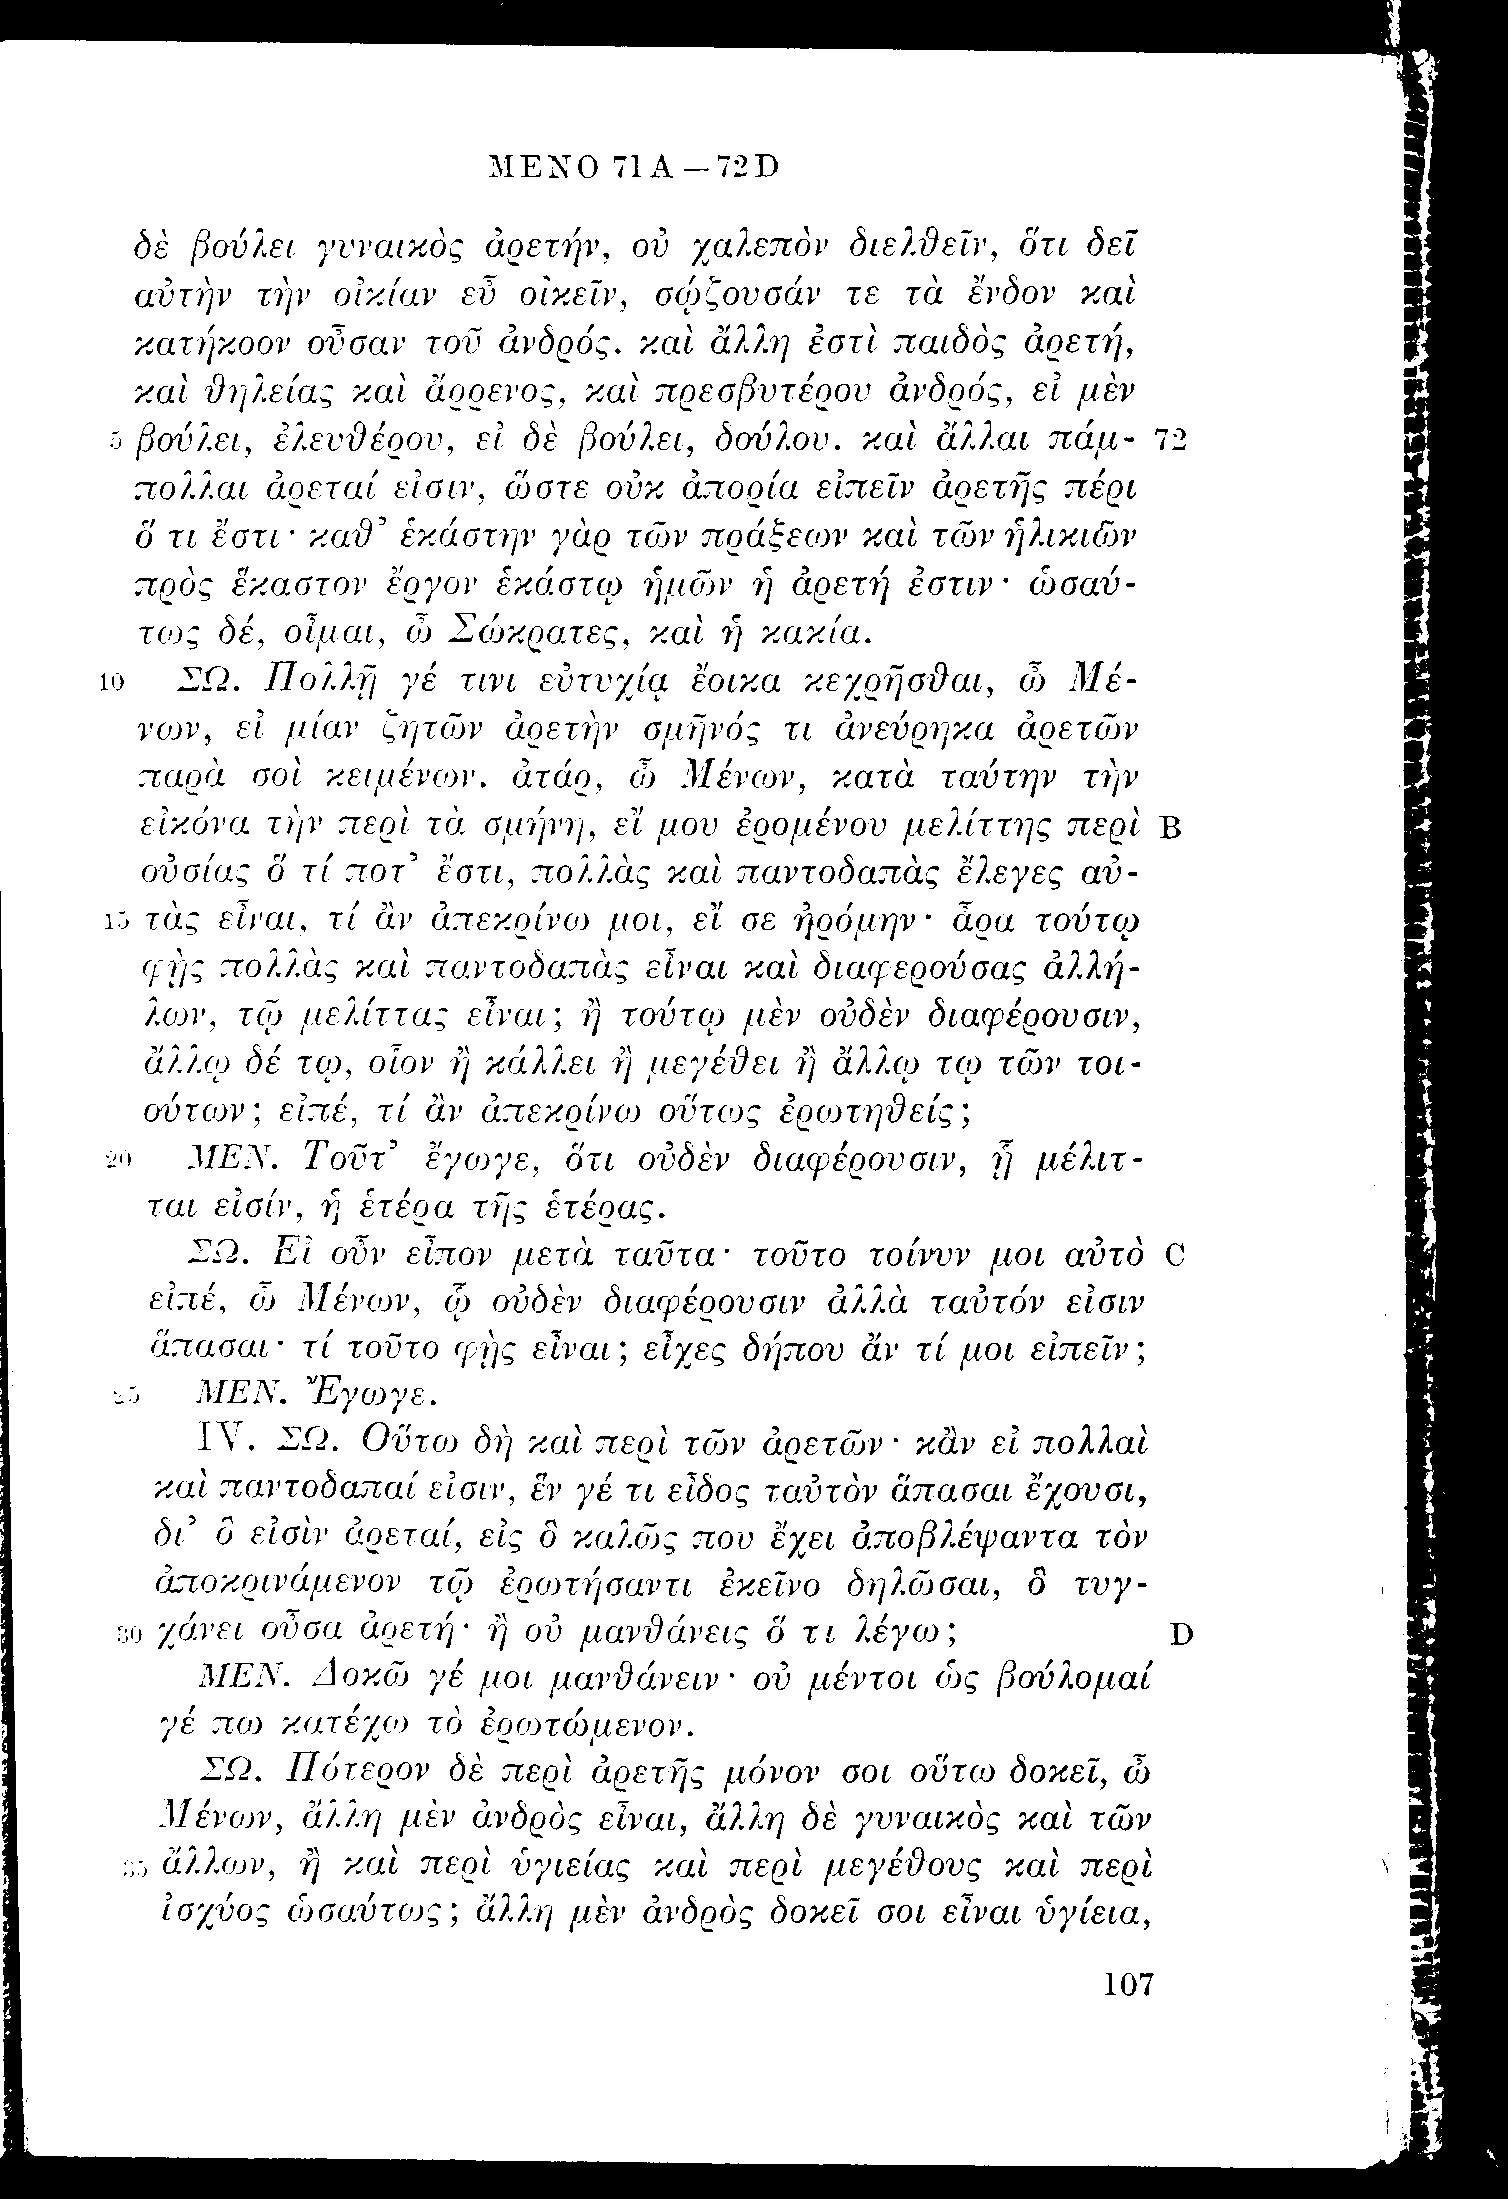 MENO 71A — 72D
δὲ βούλει γυναικὸς ἀρετήν, οὐ χαλεπὸν διελθεῖν, ὅτι δεῖ
αὐτὴν τὴν οἰκίαν εὖ οἰκεῖν, σῴζουσάν τε τὰ ἔνδον καὶ
κατήκοον οὖσαν τοῦ ἀνδρός. καὶ ἄλλη ἐστὶ παιδὸς ἀρετή,
καὶ θηλείας καὶ ἄρρενος, καὶ πρεσβυτέρου ἀνδρός, εἰ μὲν
5 βούλει, ἐλευθέρου, εἰ δὲ βούλει, δούλου. καὶ ἄλλαι πάμ- 72
πολλαι ἀρεταί εἰσιν, ὥστε οὐκ ἀπορία εἰπεῖν ἀρετῆς πέρι
ὅ τι ἔστι· καθ’ ἑκάστην γὰρ τῶν πράξεων καὶ τῶν ἡλικιῶν
πρὸς ἕκαστον ἔργον ἑκάστῳ ἡμῶν ἡ ἀρετή ἐστιν· ὡσαύ-
τως δέ, οἶμαι, ὦ Σώκρατες, καὶ ἡ κακία.
10 ΣΩ. Πολλῇ γέ τινι εὐτυχίᾳ ἔοικα κεχρῆσθαι, ὦ Μέ-
νων, εἰ μίαν ζητῶν ἀρετὴν σμῆνός τι ἀνεύρηκα ἀρετῶν
παρὰ σοὶ κειμένων. ἀτάρ, ὦ Μένων, κατὰ ταύτην τὴν
εἰκόνα τὴν περὶ τὰ σμήνη, εἴ μου ἐρομένου μελίττης περὶ B
οὐσίας ὅ τί ποτ’ ἔστι, πολλὰς καὶ παντοδαπὰς ἔλεγες αὐ-
15 τὰς εἶναι, τί ἂν ἀπεκρίνω μοι, εἴ σε ἠρόμην· ἆρα τούτῳ
φῂς πολλὰς καὶ παντοδαπὰς εἶναι καὶ διαφερούσας ἀλλή-
λων, τῷ μελίττας εἶναι; ἢ τούτῳ μὲν οὐδὲν διαφέρουσιν,
ἄλλῳ δέ τῳ, οἷον ἢ κάλλει ἢ μεγέθει ἢ ἄλλῳ τῳ τῶν τοι-
ούτων; εἰπέ, τί ἂν ἀπεκρίνω οὕτως ἐρωτηθείς;
20 ΜΕΝ. Τοῦτ’ ἔγωγε, ὅτι οὐδὲν διαφέρουσιν, ᾗ μέλιτ-
ται εἰσίν, ἡ ἑτέρα τῆς ἑτέρας.
ΣΩ. Εἰ οὖν εἶπον μετὰ ταῦτα· τοῦτο τοίνυν μοι αὐτὸ C
εἰπέ, ὦ Μένων, ᾧ οὐδὲν διαφέρουσιν ἀλλὰ ταὐτόν εἰσιν
ἅπασαι· τί τοῦτο φῂς εἶναι; εἶχες δήπου ἄν τί μοι εἰπεῖν;
25 ΜΕΝ. Ἔγωγε.
IV. ΣΩ. Οὕτω δὴ καὶ περὶ τῶν ἀρετῶν· κἂν εἰ πολλαὶ
καὶ παντοδαπαί εἰσιν, ἕν γέ τι εἶδος ταὐτὸν ἅπασαι ἔχουσι,
δι’ ὃ εἰσὶν ἀρεταί, εἰς ὃ καλῶς που ἔχει ἀποβλέψαντα τὸν
ἀποκρινάμενον τῷ ἐρωτήσαντι ἐκεῖνο δηλῶσαι, ὃ τυγ-
30 χάνει οὖσα ἀρετή· ἢ οὐ μανθάνεις ὅ τι λέγω; D
ΜΕΝ. Δοκῶ γέ μοι μανθάνειν· οὐ μέντοι ὡς βούλομαί
γέ πω κατέχω τὸ ἐρωτώμενον.
ΣΩ. Πότερον δὲ περὶ ἀρετῆς μόνον σοι οὕτω δοκεῖ, ὦ
Μένων, ἄλλη μὲν ἀνδρὸς εἶναι, ἄλλη δὲ γυναικὸς καὶ τῶν
35 ἄλλων, ἢ καὶ περὶ ὑγιείας καὶ περὶ μεγέθους καὶ περὶ
ἰσχύος ὡσαύτως; ἄλλη μὲν ἀνδρὸς δοκεῖ σοι εἶναι ὑγίεια,
107